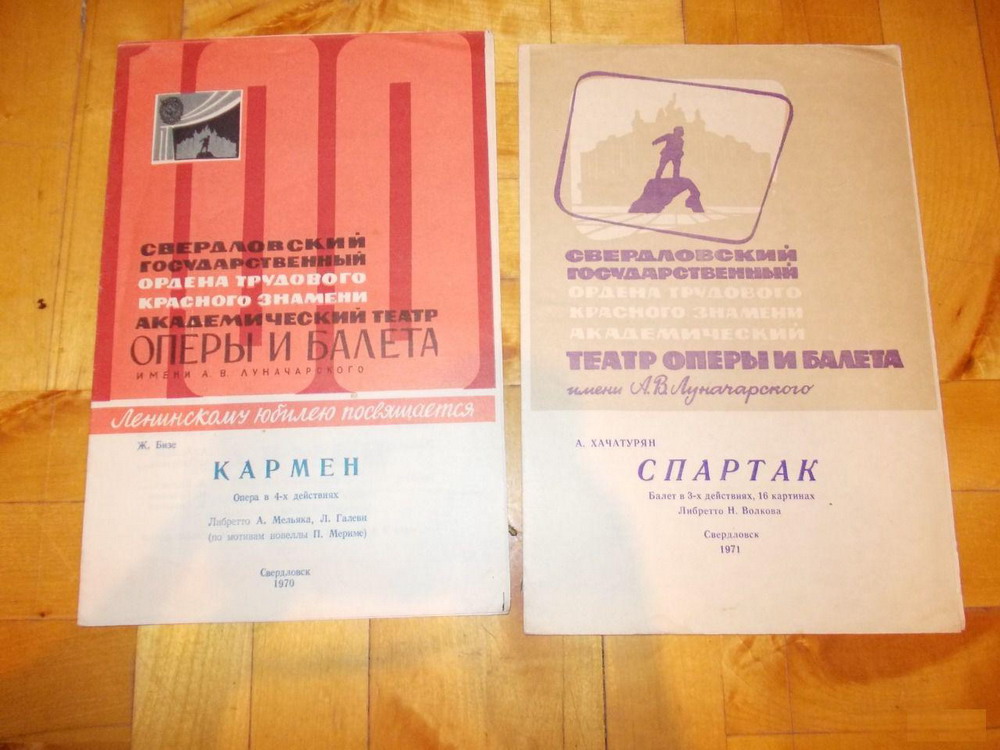 100
СВЕРДЛОВСКИЙ
ГОСУДАРСТВЕННЫЙ
ОРДЕНА ТРУДОВОГО
КРАСНОГО ЗНАМЕНИ
АКАДЕМИЧЕСКИЙ ТЕАТР
ОПЕРЫ И БАЛЕТА
ИМЕНИ А. В. ЛУНАЧАРСКОГО
Ленинскому юбилею посвящается
Ж. Бизе
КАРМЕН
Опера в 4-х действиях
Либретто А. Мельяка, Л. Галеви
(по мотивам новеллы П. Мериме)
Свердловск
1970
СВЕРДЛОВСКИЙ
ГОСУДАРСТВЕННЫЙ
ОРДЕНА ТРУДОВОГО
КРАСНОГО ЗНАМЕНИ
АКАДЕМИЧЕСКИЙ
ТЕАТР ОПЕРЫ И БАЛЕТА
имени А.В. Луначарского
А. ХАЧАТУРЯН
СПАРТАК
Балет в 3-х действиях, 16 картинах
Либретто Н. Волкова
Свердловск
1971